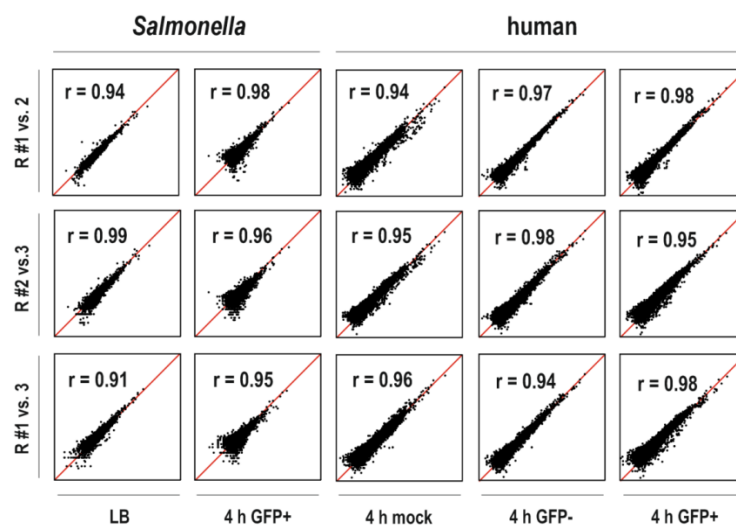 Salmonella human
R #1 vs. 2 r = 0.94 r = 0.98 r = 0.94 r = 0.97 r = 0.98
R #2 vs.3 r = 0.99 r = 0.96 r = 0.95 r = 0.98 r = 0.95
R #1 vs. 3 r = 0.91 r = 0.95 r = 0.96 r = 0.94 r = 0.98
LB 4 h GFP+ 4 h mock 4 h GFP- 4 h GFP+